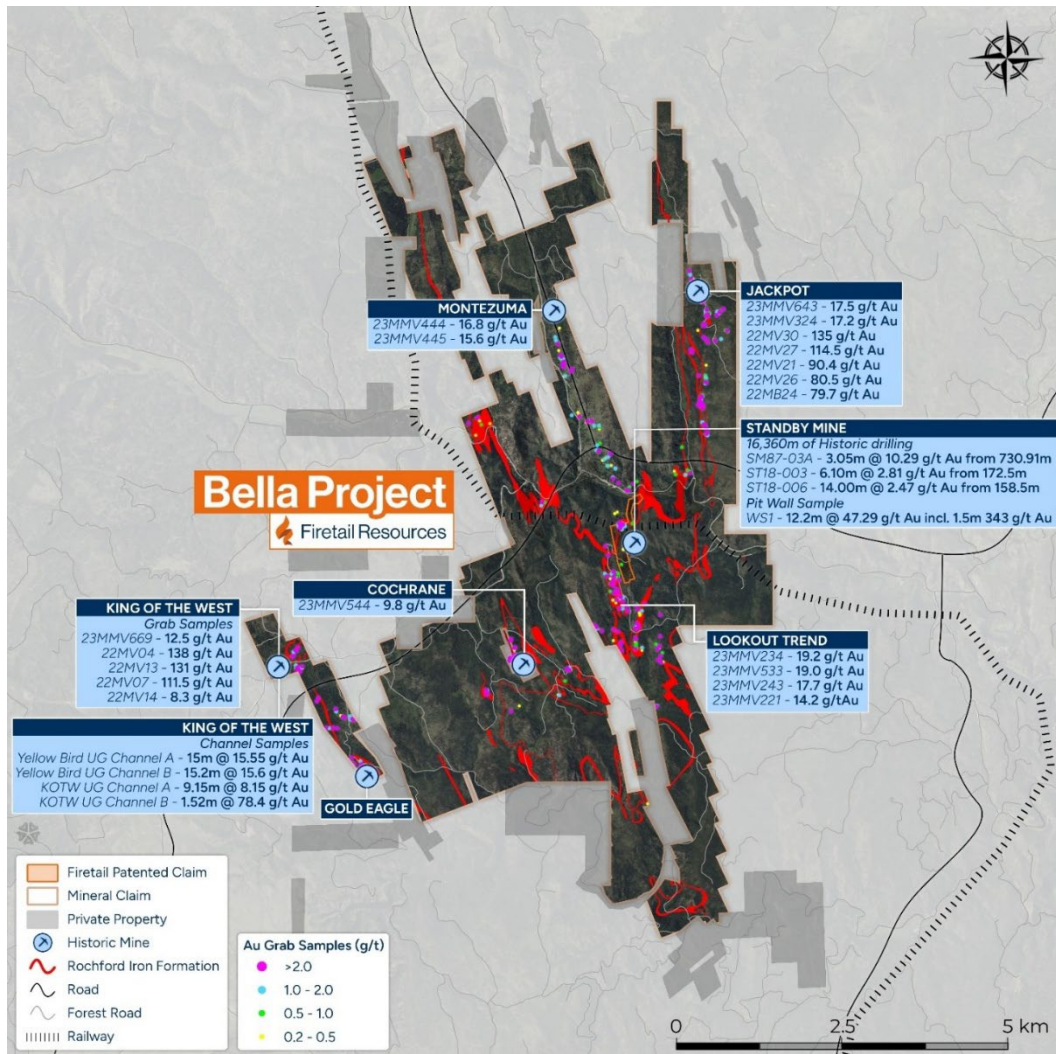 MONTEZUMA
23MMV444 - 16.8 g/t Au
23MMV445 - 15.6 g/t Au
JACKPOT
23MMV643 - 17.5 g/t Au
23MMV324 - 17.2 g/t Au
22MV30 - 135 g/t Au
22MV27 - 114.5 g/t Au
22MV21 - 90.4 g/t Au
22MV26 - 80.5 g/t Au
22MB24 - 79.7 g/t Au
STANDBY MINE
16,360m of Historic drilling
SM87-03A - 3.05m @ 10.29 g/t Au from 730.91m
ST18-003 - 6.10m @ 2.81 g/t Au from 172.5m
ST18-006 - 14.00m @ 2.47 g/t Au from 158.5m
Pit Wall Sample
WS1 - 12.2m @ 47.29 g/t Au incl. 1.5m 343 g/t Au
Bella Project
Firetail Resources
COCHRANE
23MMV544 - 9.8 g/t Au
KING OF THE WEST
Grab Samples
23MMV669 - 12.5 g/t Au
22MV04 - 138 g/t Au
22MV13 - 131 g/t Au
22MV07 - 111.5 g/t Au
22MV14 - 8.3 g/t Au
LOOKOUT TREND
23MMV234 - 19.2 g/t Au
23MMV533 - 19.0 g/t Au
23MMV243 - 17.7 g/t Au
23MMV221 - 14.2 g/tAu
KING OF THE WEST
Channel Samples
Yellow Bird UG Channel A - 15m @ 15.55 g/t Au
Yellow Bird UG Channel B - 15.2m @ 15.6 g/t Au
KOTW UG Channel A - 9.15m @ 8.15 g/t Au
KOTW UG Channel B - 1.52m @ 78.4 g/t Au
GOLD EAGLE
Firetail Patented Claim
Mineral Claim
Private Property
Historic Mine
Rochford Iron Formation
Road
Forest Road
Railway
Au Grab Samples (g/t)
>2.0
1.0 - 2.0
0.5 - 1.0
0.2 - 0.5
0 2.5 5 km